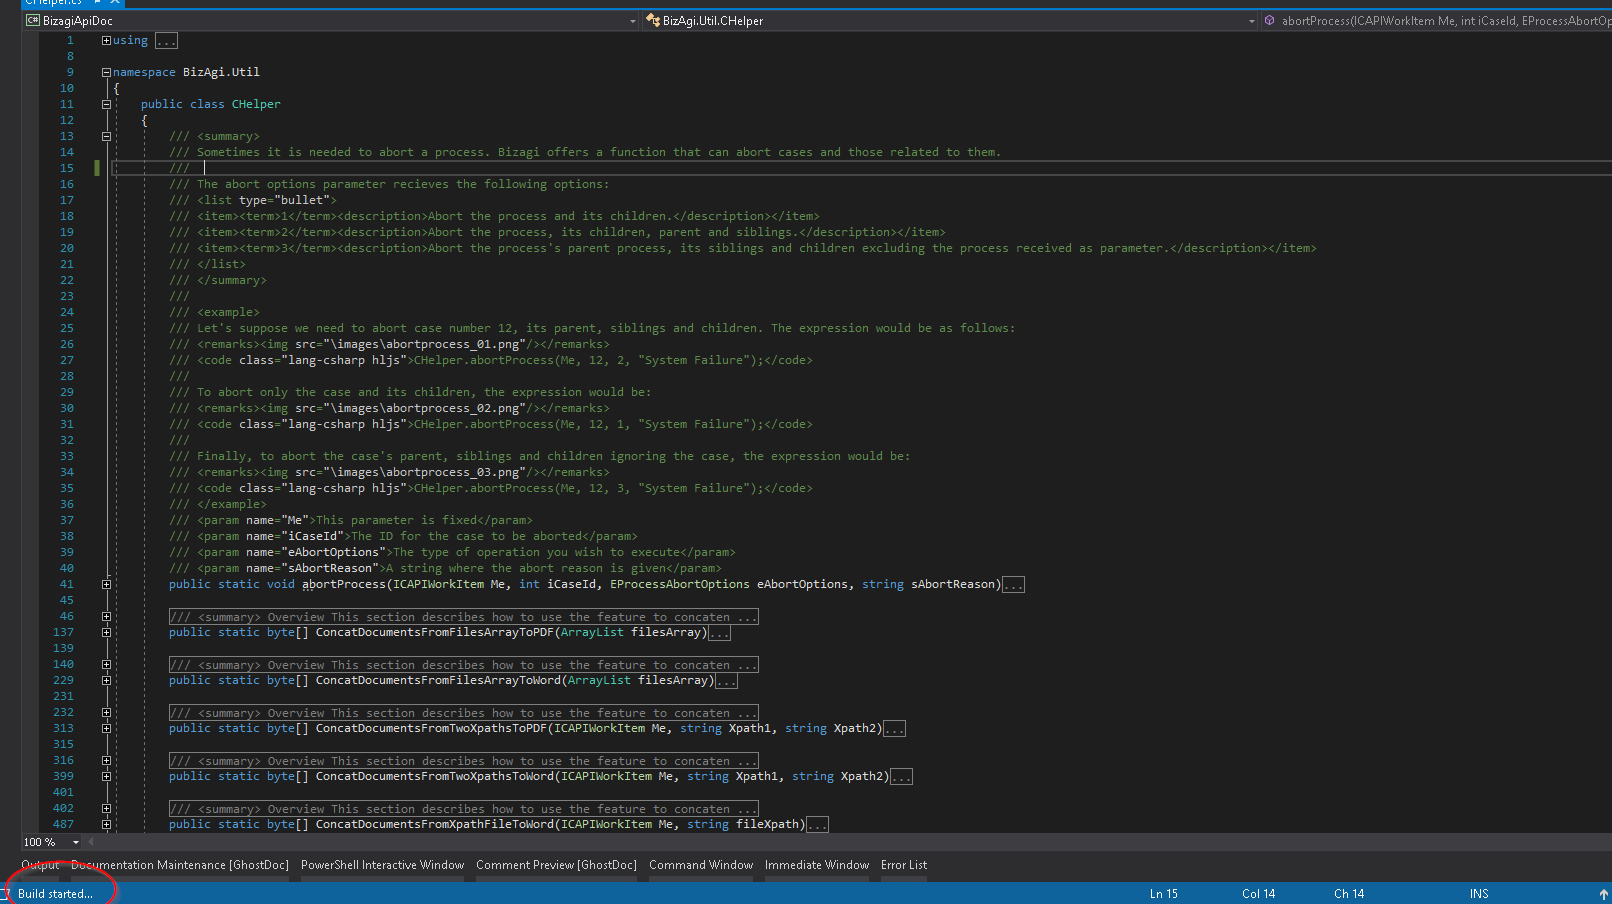 CHelper.cs
BizagiApiDoc BizAgi.Util.CHelper abortProcess(ICAPIWorkItem Me, int iCaseId, EProcessAbortOp
1 using ...
8
9 namespace BizAgi.Util
10 {
11 public class CHelper
12 {
13 /// <summary>
14 /// Sometimes it is needed to abort a process. Bizagi offers a function that can abort cases and those related to them.
15 ///
16 /// The abort options parameter recieves the following options:
17 /// <list type="bullet">
18 /// <item><term>1</term><description>Abort the process and its children.</description></item>
19 /// <item><term>2</term><description>Abort the process, its children, parent and siblings.</description></item>
20 /// <item><term>3</term><description>Abort the process's parent process, its siblings and children excluding the process received as parameter.</description></item>
21 /// </list>
22 /// </summary>
23 ///
24 /// <example>
25 /// Let's suppose we need to abort case number 12, its parent, siblings and children. The expression would be as follows:
26 /// <remarks><img src="\images\abortprocess_01.png"/></remarks>
27 /// <code class="lang-csharp hljs">CHelper.abortProcess(Me, 12, 2, "System Failure");</code>
28 ///
29 /// To abort only the case and its children, the expression would be:
30 /// <remarks><img src="\images\abortprocess_02.png"/></remarks>
31 /// <code class="lang-csharp hljs">CHelper.abortProcess(Me, 12, 1, "System Failure");</code>
32 ///
33 /// Finally, to abort the case's parent, siblings and children ignoring the case, the expression would be:
34 /// <remarks><img src="\images\abortprocess_03.png"/></remarks>
35 /// <code class="lang-csharp hljs">CHelper.abortProcess(Me, 12, 3, "System Failure");</code>
36 /// </example>
37 /// <param name="Me">This parameter is fixed</param>
38 /// <param name="iCaseId">The ID for the case to be aborted</param>
39 /// <param name="eAbortOptions">The type of operation you wish to execute</param>
40 /// <param name="sAbortReason">A string where the abort reason is given</param>
41 public static void abortProcess(ICAPIWorkItem Me, int iCaseId, EProcessAbortOptions eAbortOptions, string sAbortReason)...
45
46 /// <summary> Overview This section describes how to use the feature to concaten ...
137 public static byte[] ConcatDocumentsFromFilesArrayToPDF(ArrayList filesArray)...
139
140 /// <summary> Overview This section describes how to use the feature to concaten ...
229 public static byte[] ConcatDocumentsFromFilesArrayToWord(ArrayList filesArray)...
231
232 /// <summary> Overview This section describes how to use the feature to concaten ...
313 public static byte[] ConcatDocumentsFromTwoXpathsToPDF(ICAPIWorkItem Me, string Xpath1, string Xpath2)...
315
316 /// <summary> Overview This section describes how to use the feature to concaten ...
399 public static byte[] ConcatDocumentsFromTwoXpathsToWord(ICAPIWorkItem Me, string Xpath1, string Xpath2)...
401
402 /// <summary> Overview This section describes how to use the feature to concaten ...
487 public static byte[] ConcatDocumentsFromXpathFileToWord(ICAPIWorkItem Me, string fileXpath)...
100 %
Output Documentation Maintenance [GhostDoc] PowerShell Interactive Window Comment Preview [GhostDoc] Command Window Immediate Window Error List
Build started... Ln 15 Col 14 Ch 14 INS